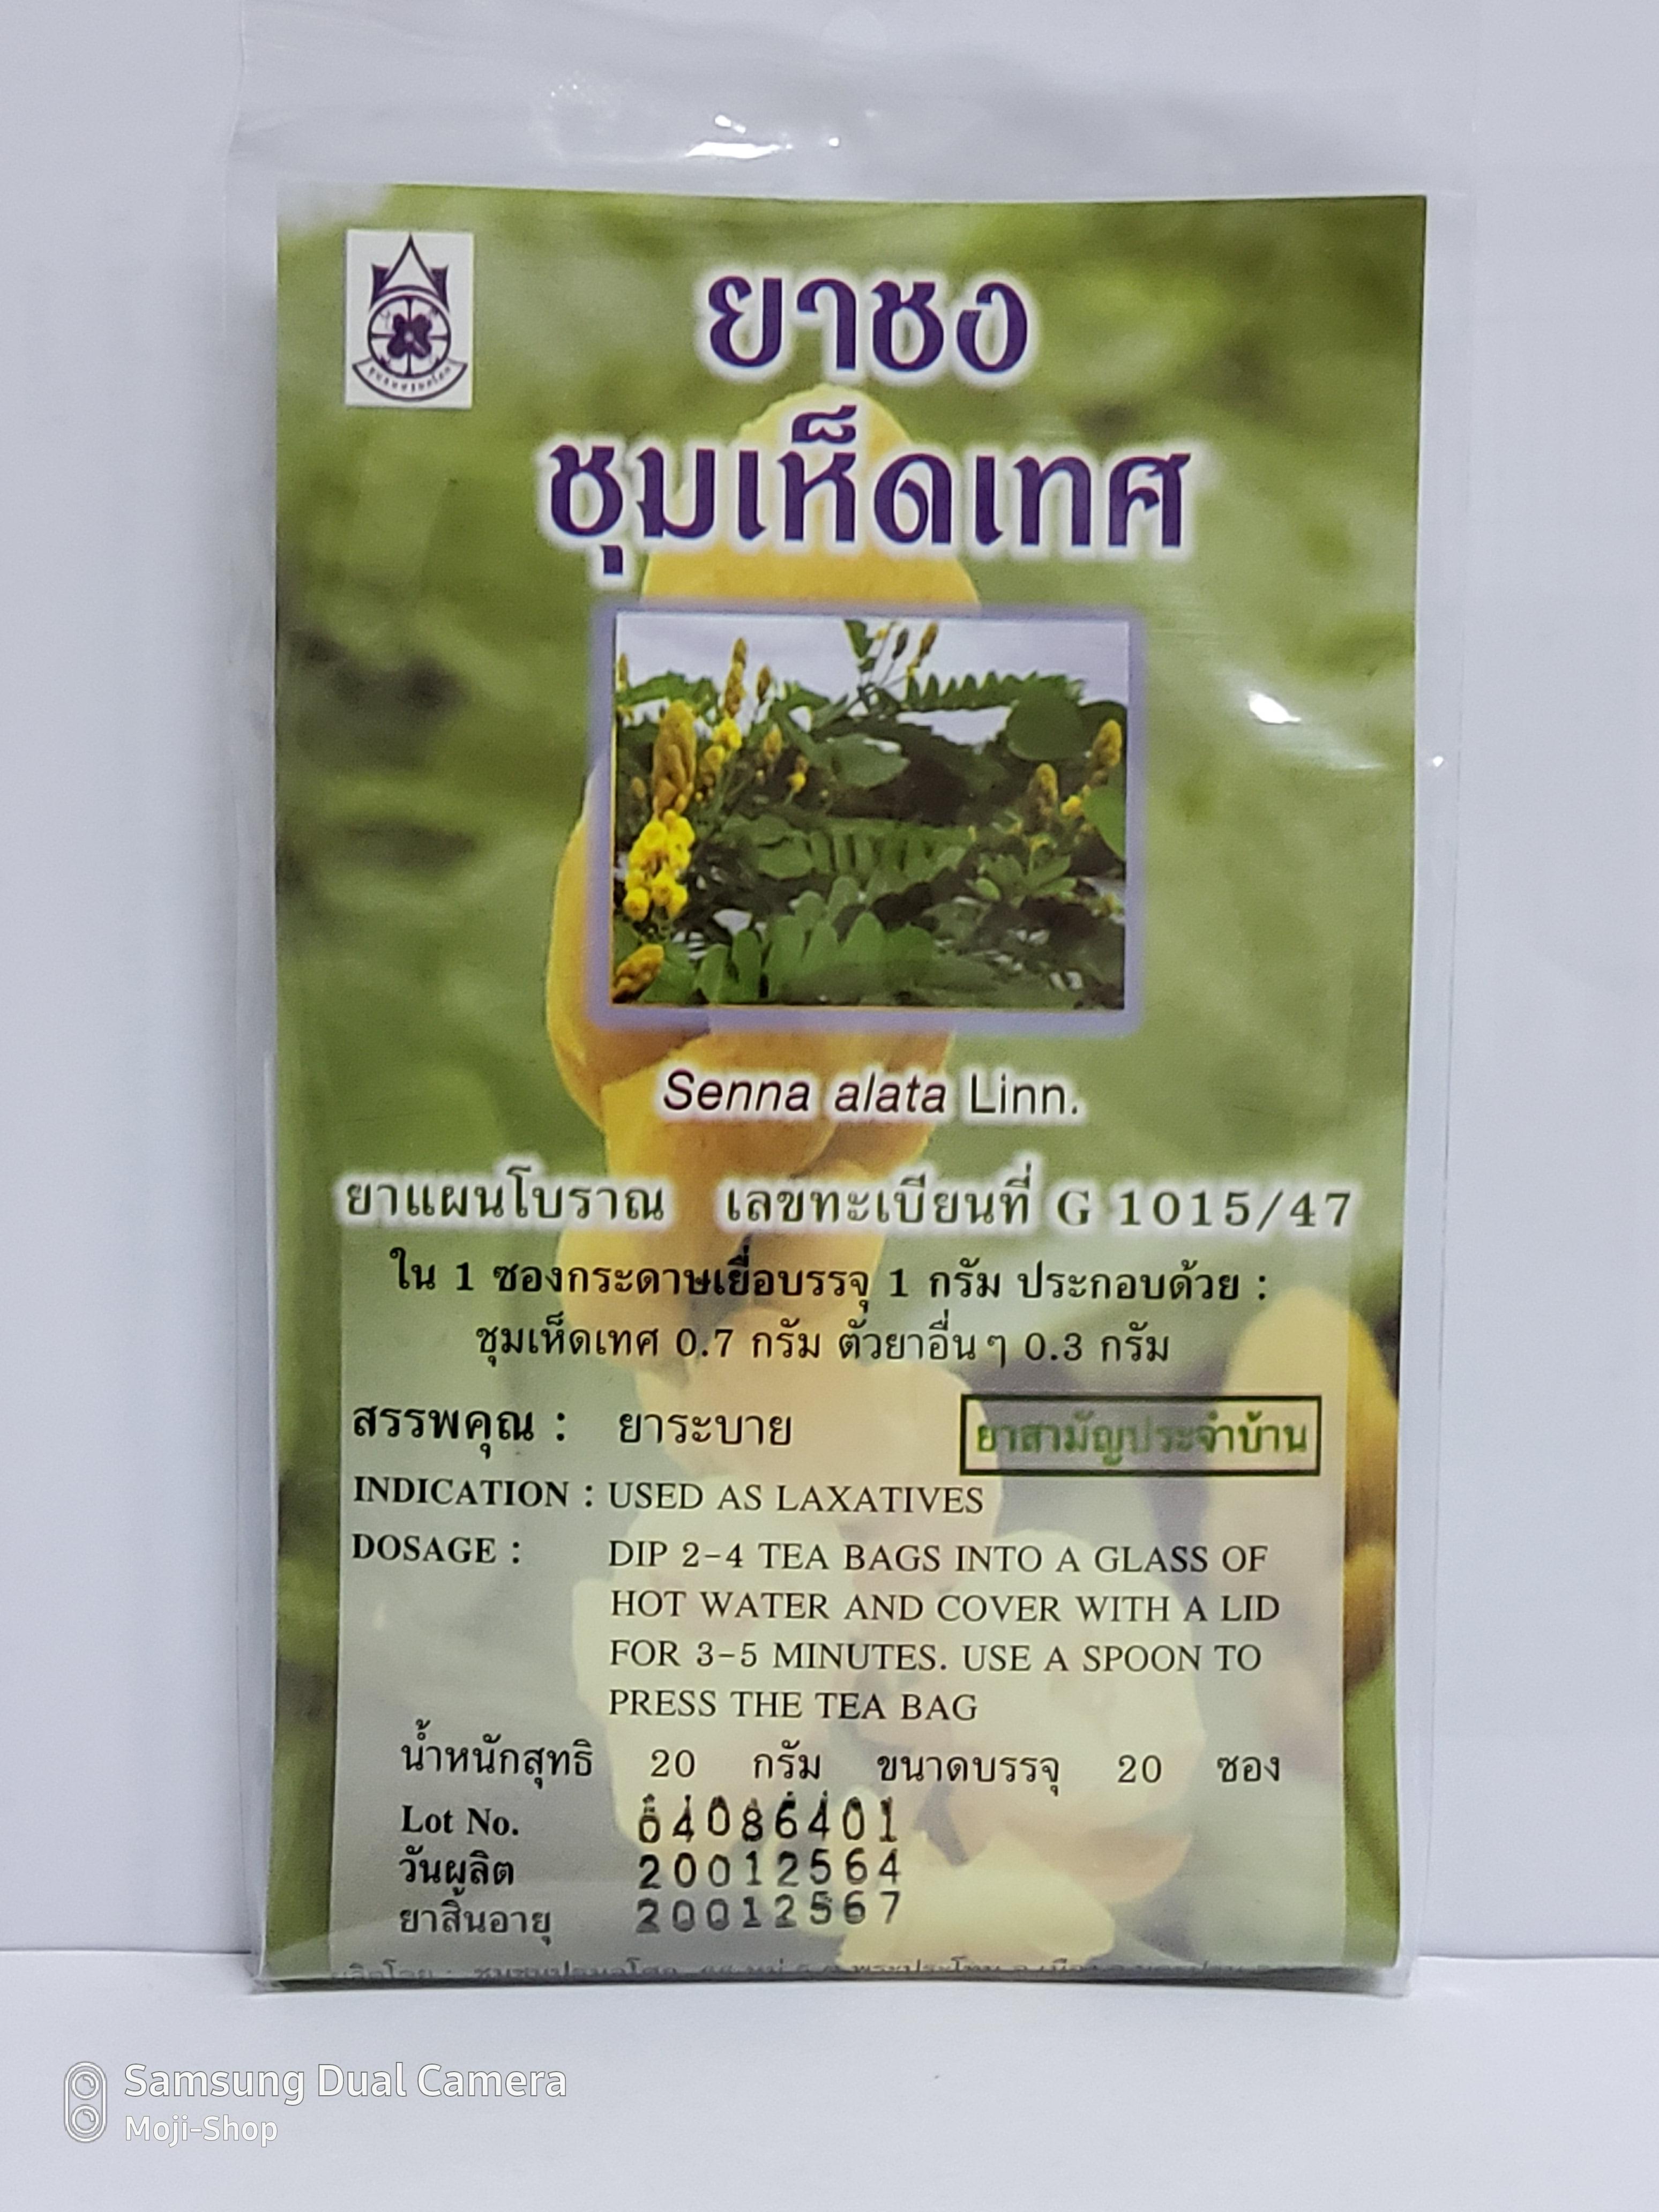 ยาชง
ชุมเห็ดเทศ
Senna alata Linn.
ยาแผนโบราณ เลขทะเบียนที่ G 1015/47
ใน 1 ซองกระดาษเยื่อบรรจุ 1 กรัม ประกอบด้วย :
ชุมเห็ดเทศ 0.7 กรัม ตัวยาอื่นๆ 0.3 กรัม
สรรพคุณ : ยาระบาย
ยาสามัญประจำบ้าน
INDICATION : USED AS LAXATIVES
DOSAGE : DIP 2-4 TEA BAGS INTO A GLASS OF
HOT WATER AND COVER WITH A LID
FOR 3-5 MINUTES. USE A SPOON TO
PRESS THE TEA BAG
น้ำหนักสุทธิ 20 กรัม ขนาดบรรจุ 20 ซอง
Lot No. 64086401
วันผลิต 20012564
ยาสิ้นอายุ 20012567
Samsung Dual Camera
Moji-Shop